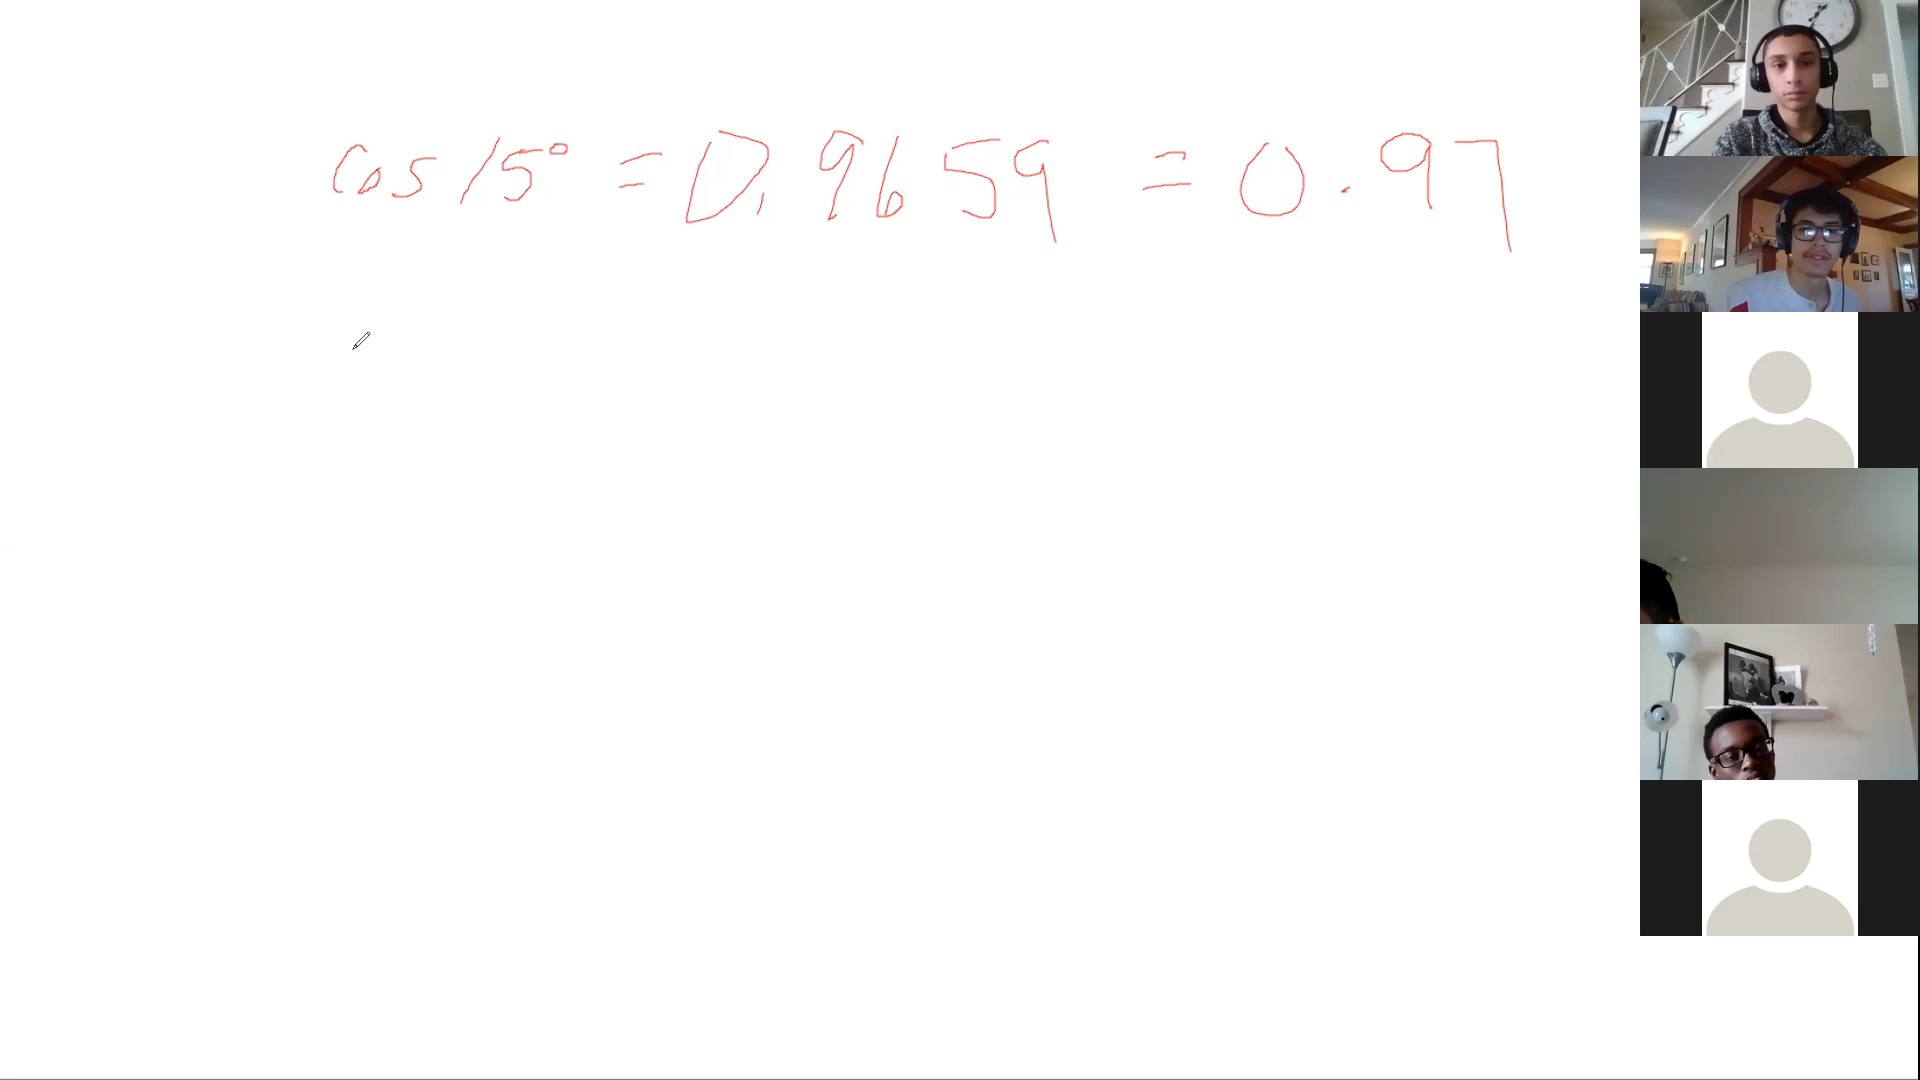 cos 15° = 0.9659 = 0.97